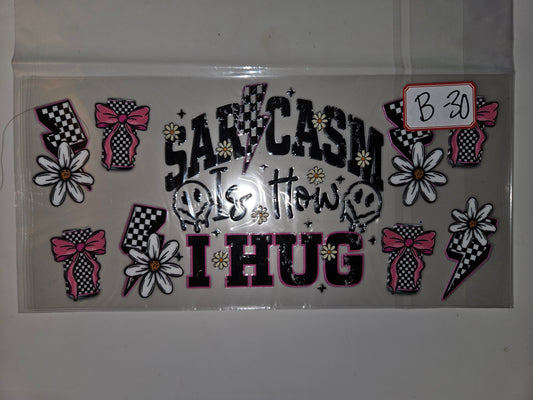 SARCASM
Is How
I HUG
B-30